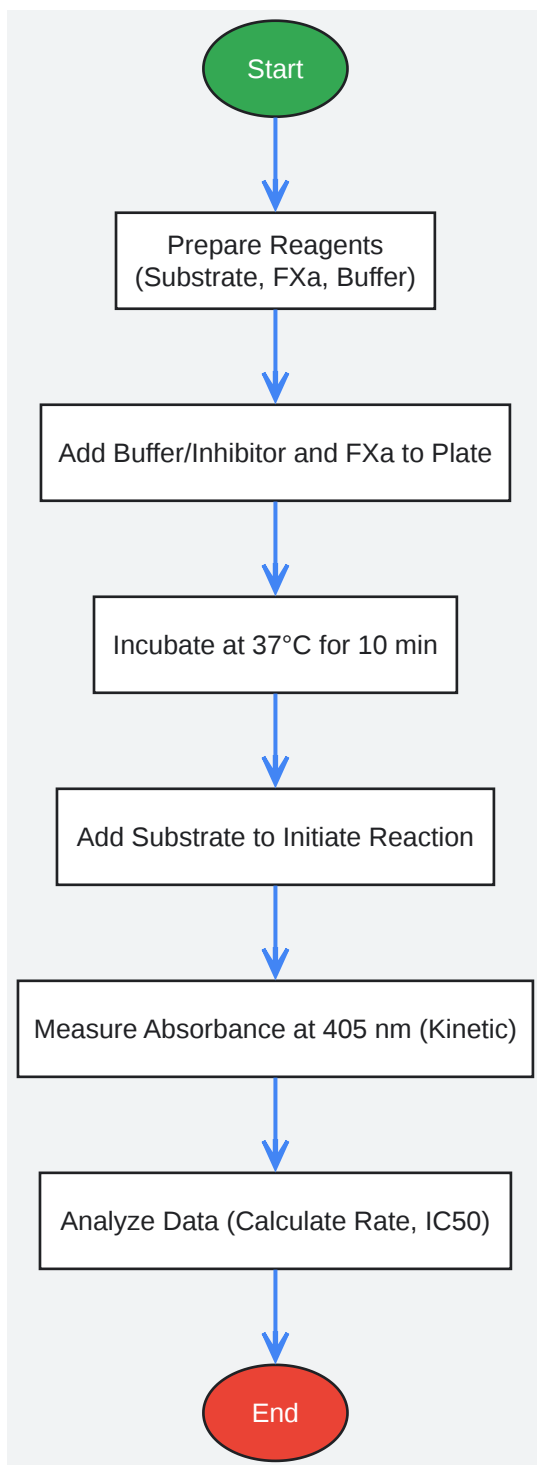 Start
Prepare Reagents
(Substrate, FXa, Buffer)
Add Buffer/Inhibitor and FXa to Plate
Incubate at 37°C for 10 min
Add Substrate to Initiate Reaction
Measure Absorbance at 405 nm (Kinetic)
Analyze Data (Calculate Rate, IC50)
End